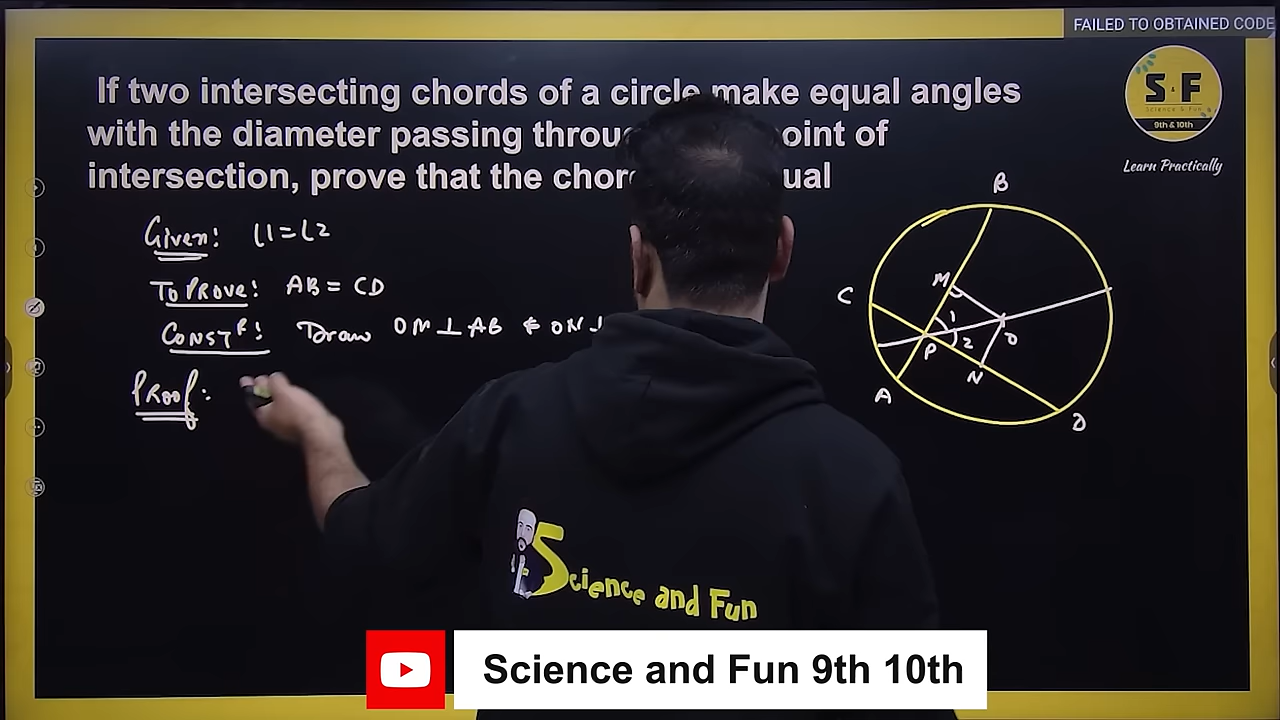 FAILED TO OBTAINED CODE
If two intersecting chords of a circle make equal angles
with the diameter passing throu oint of
intersection, prove that the chor ual
S & F
Science & Fun
9th & 10th
Learn Practically
Given: ∠1=∠2
To PROVE: AB = CD
CONSTᴿ: Draw OM⊥AB & ON⊥
PROOF:
B
M
C
1
O
2
P
N
A
D
Science and Fun
Science and Fun 9th 10th